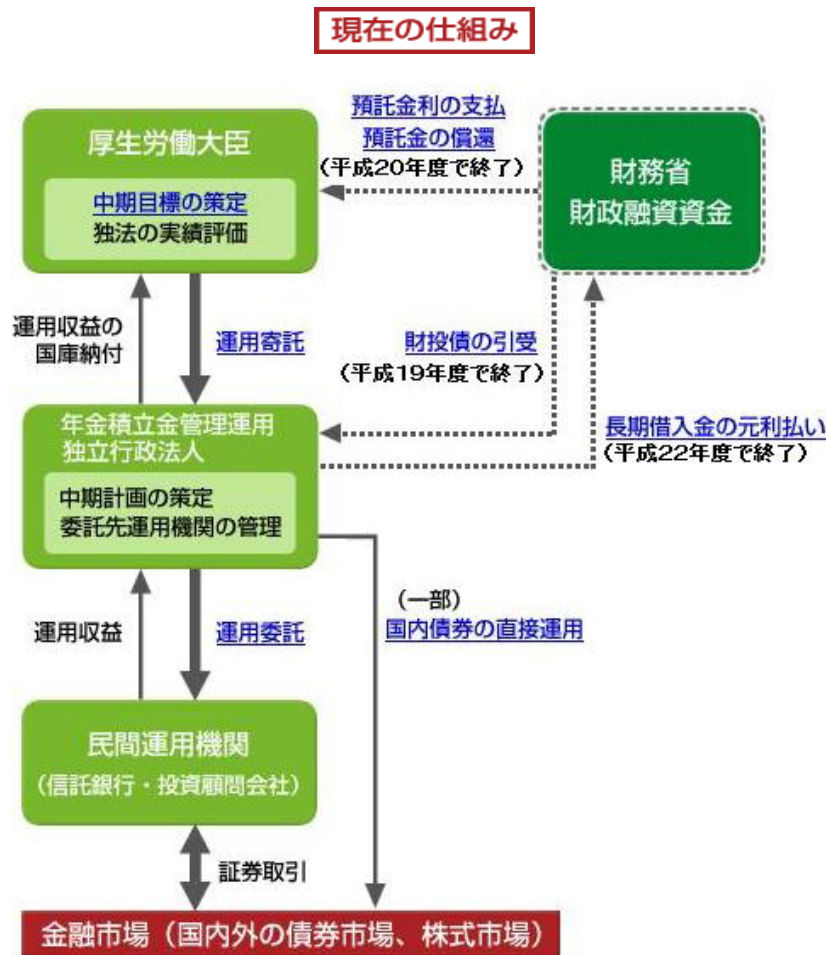 現在の仕組み
預託金利の支払
預託金の償還
(平成20年度で終了)
厚生労働大臣
中期目標の策定
独法の実績評価
財務省
財政融資資金
運用収益の
国庫納付
運用寄託
財投債の引受
(平成19年度で終了)
年金積立金管理運用
独立行政法人
中期計画の策定
委託先運用機関の管理
長期借入金の元利払い
(平成22年度で終了)
運用収益
運用委託
(一部)
国内債券の直接運用
民間運用機関
(信託銀行・投資顧問会社)
証券取引
金融市場(国内外の債券市場、株式市場)